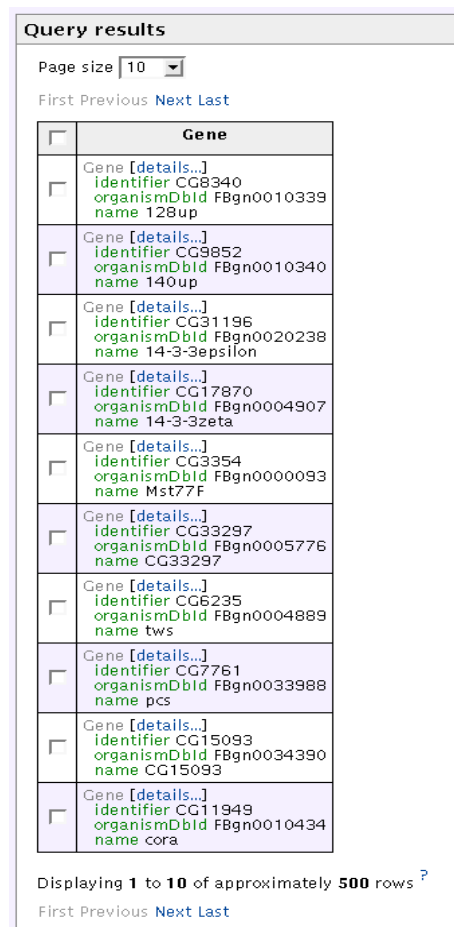 Query results
Page size 10
First Previous Next Last
Gene
Gene [details...]
identifier CG8340
organismDbId FBgn0010339
name 128up
Gene [details...]
identifier CG9852
organismDbId FBgn0010340
name 140up
Gene [details...]
identifier CG31196
organismDbId FBgn0020238
name 14-3-3epsilon
Gene [details...]
identifier CG17870
organismDbId FBgn0004907
name 14-3-3zeta
Gene [details...]
identifier CG3354
organismDbId FBgn0000093
name Mst77F
Gene [details...]
identifier CG33297
organismDbId FBgn0005776
name CG33297
Gene [details...]
identifier CG6235
organismDbId FBgn0004889
name tws
Gene [details...]
identifier CG7761
organismDbId FBgn0033988
name pcs
Gene [details...]
identifier CG15093
organismDbId FBgn0034390
name CG15093
Gene [details...]
identifier CG11949
organismDbId FBgn0010434
name cora
Displaying 1 to 10 of approximately 500 rows ?
First Previous Next Last